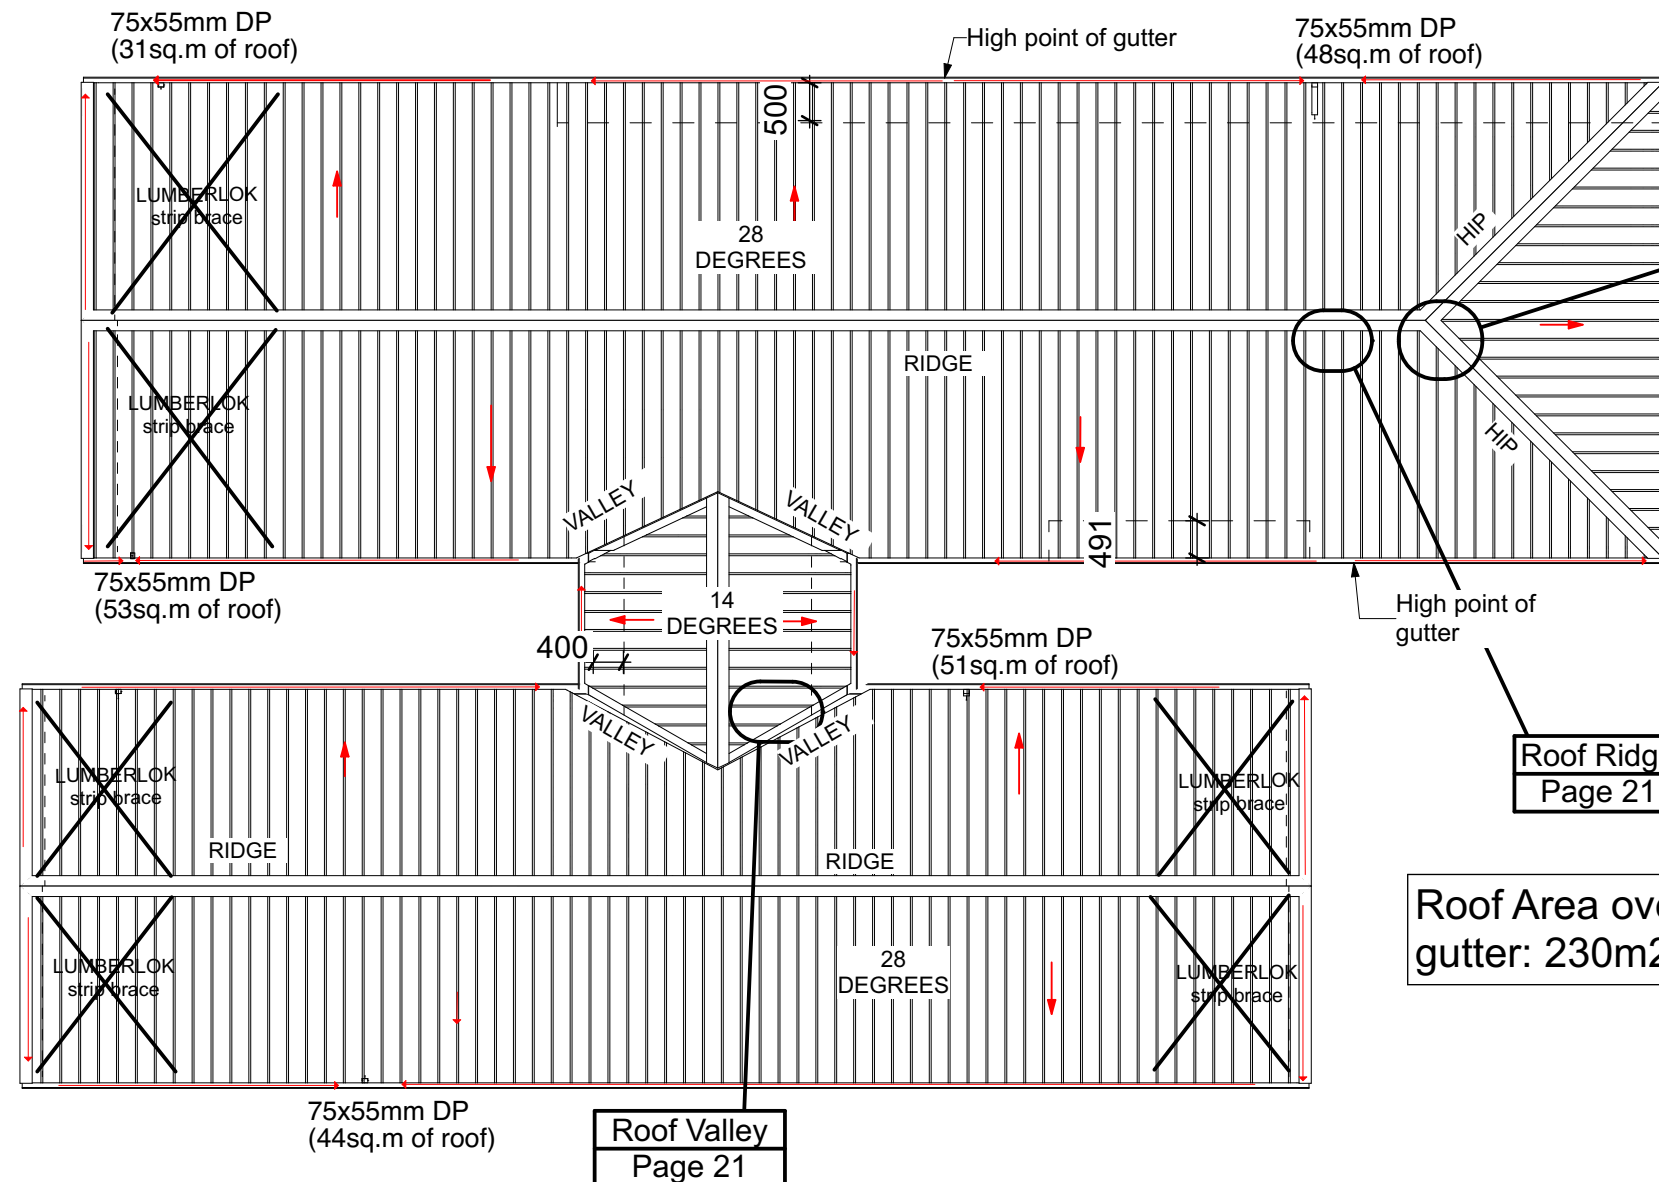 75x55mm DP
(31sq.m of roof)
High point of gutter
75x55mm DP
(48sq.m of roof)
500
LUMBERLOK
strip brace
28
DEGREES
HIP
RIDGE
LUMBERLOK
strip brace
HIP
VALLEY
VALLEY
491
75x55mm DP
(53sq.m of roof)
14
DEGREES
High point of
gutter
400
75x55mm DP
(51sq.m of roof)
VALLEY
VALLEY
Roof Ridg
Page 21
LUMBERLOK
strip brace
LUMBERLOK
strip brace
RIDGE
RIDGE
Roof Area ove
gutter: 230m2
LUMBERLOK
strip brace
28
DEGREES
LUMBERLOK
strip brace
75x55mm DP
(44sq.m of roof)
Roof Valley
Page 21